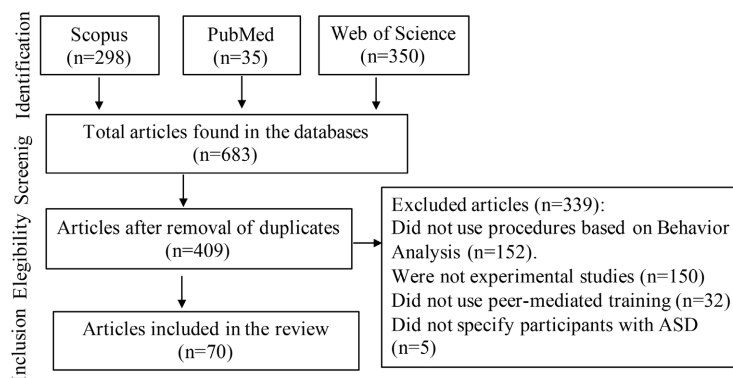 Identification
Screenig
Elegibility
Inclusion
Scopus
(n=298)
PubMed
(n=35)
Web of Science
(n=350)
Total articles found in the databases
(n=683)
Articles after removal of duplicates
(n=409)
Excluded articles (n=339):
Did not use procedures based on Behavior
Analysis (n=152).
Were not experimental studies (n=150)
Did not use peer-mediated training (n=32)
Did not specify participants with ASD
(n=5)
Articles included in the review
(n=70)